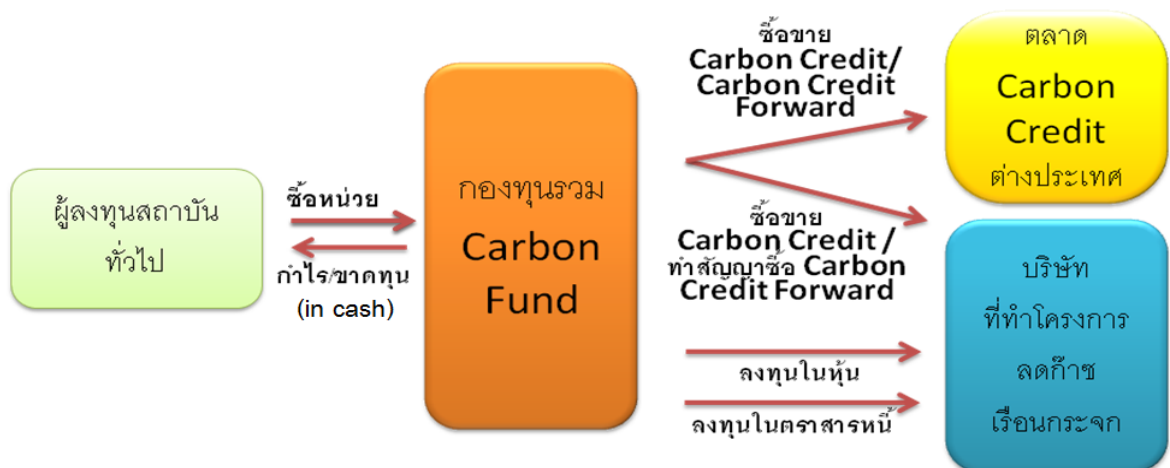 ผู้ลงทุนสถาบัน
ทั่วไป
ซื้อหน่วย
กำไร/ขาดทุน
(in cash)
กองทุนรวม
Carbon
Fund
ซื้อขาย
Carbon Credit/
Carbon Credit
Forward
ซื้อขาย
Carbon Credit /
ทำสัญญาซื้อ Carbon
Credit Forward
ลงทุนในหุ้น
ลงทุนในตราสารหนี้
ตลาด
Carbon
Credit
ต่างประเทศ
บริษัท
ที่ทำโครงการ
ลดก๊าซ
เรือนกระจก